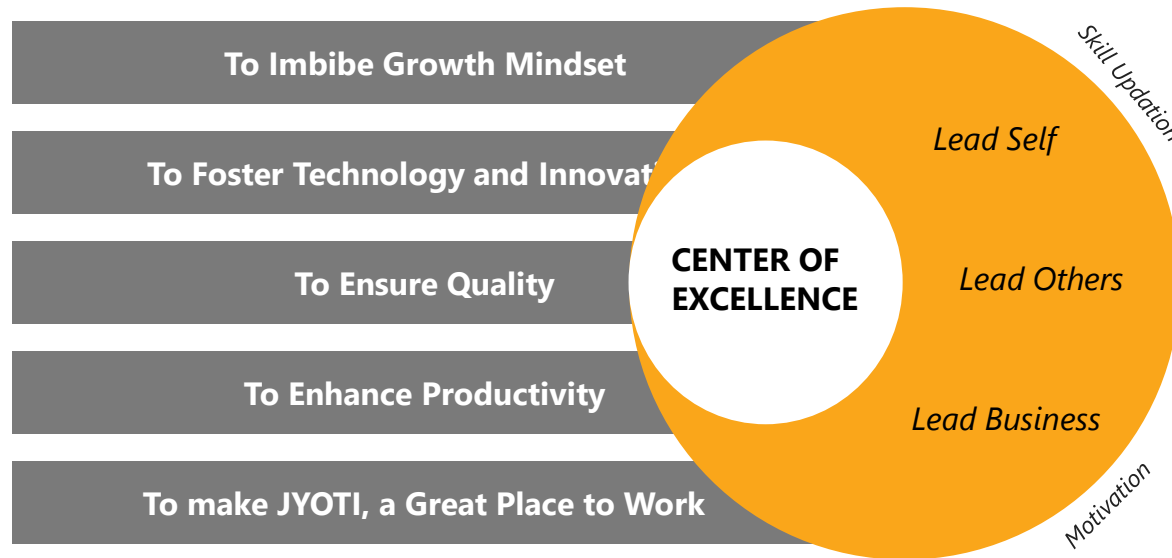 To Imbibe Growth Mindset
To Foster Technology and Innovati
To Ensure Quality
To Enhance Productivity
To make JYOTI, a Great Place to Work
CENTER OF
EXCELLENCE
Skill Updation
Lead Self
Lead Others
Lead Business
Motivation